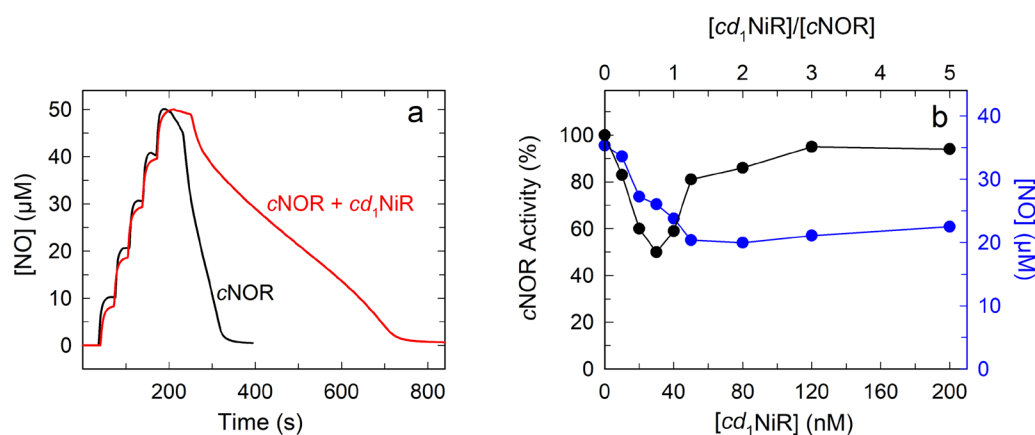 a
50
40
30
20
10
0
[NO] (µM)
cNOR + cd₁NiR
cNOR
200 400 600 800
Time (s)
[cd₁NiR]/[cNOR]
0 1 2 3 4 5
b
100
80
60
40
20
0
cNOR Activity (%)
40
30
20
10
0
[NO] (µM)
0 40 80 120 160 200
[cd₁NiR] (nM)